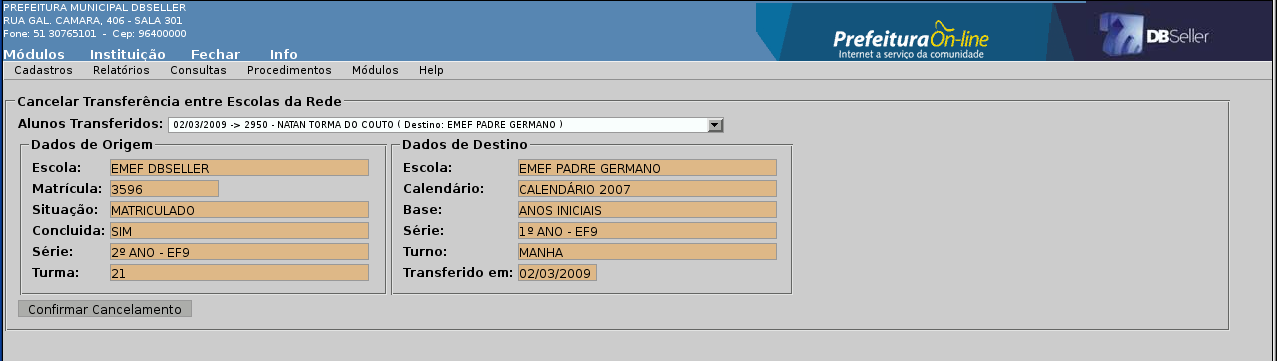 PREFEITURA MUNICIPAL DBSELLER
RUA GAL. CAMARA, 406 - SALA 301
Fone: 51 30765101 - Cep: 96400000
Prefeitura On-line
Internet a serviço da comunidade
DBSeller
Módulos Instituição Fechar Info
Cadastros Relatórios Consultas Procedimentos Módulos Help
Cancelar Transferência entre Escolas da Rede
Alunos Transferidos: 02/03/2009 -> 2950 - NATAN TORMA DO COUTO ( Destino: EMEF PADRE GERMANO )
Dados de Origem
Escola: EMEF DBSELLER
Matrícula: 3596
Situação: MATRICULADO
Concluida: SIM
Série: 2º ANO - EF9
Turma: 21
Dados de Destino
Escola: EMEF PADRE GERMANO
Calendário: CALENDÁRIO 2007
Base: ANOS INICIAIS
Série: 1º ANO - EF9
Turno: MANHA
Transferido em: 02/03/2009
Confirmar Cancelamento